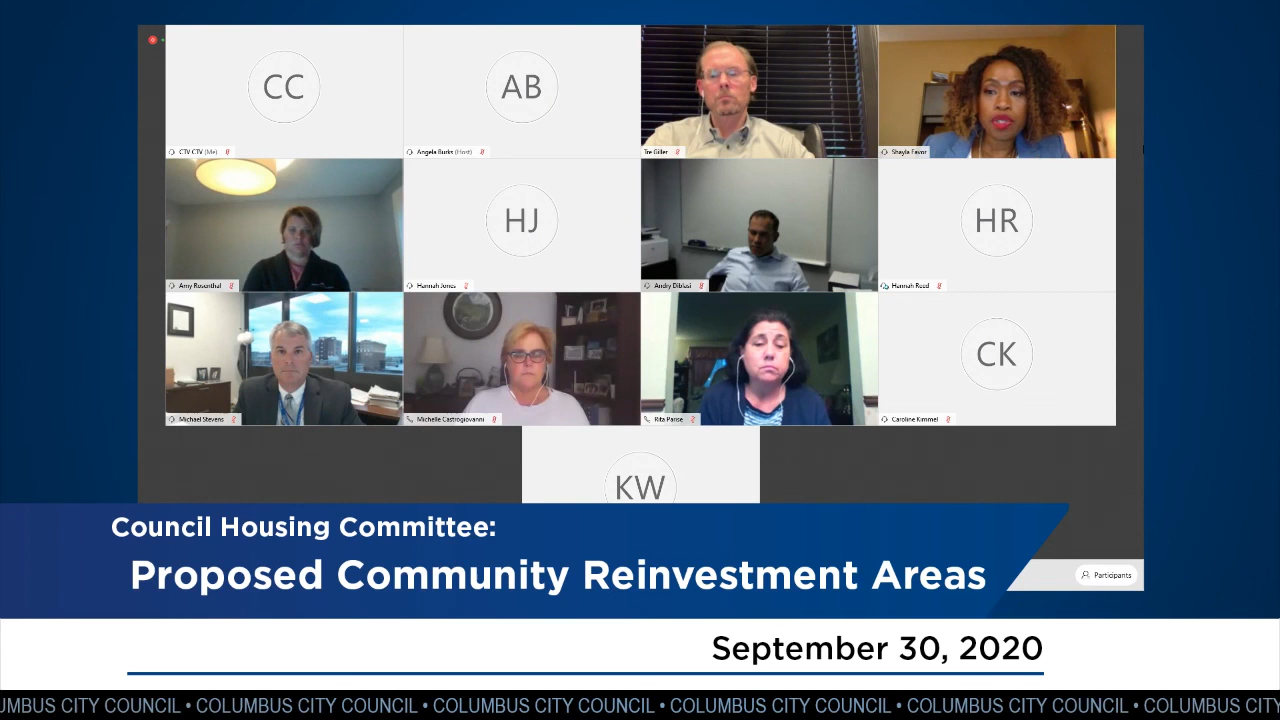 CC
AB
CTV CTV (Me)
Angela Burks (Host)
Tre Giller
Shayla Favor
HJ
HR
Amy Rosenthal
Hannah Jones
Andry Diblasi
Hannah Reed
CK
Michael Stevens
Michelle Castrogiovanni
Rita Parise
Caroline Kimmel
KW
Council Housing Committee:
Proposed Community Reinvestment Areas
Participants
September 30, 2020
UMBUS CITY COUNCIL • COLUMBUS CITY COUNCIL • COLUMBUS CITY COUNCIL • COLUMBUS CITY COUNCIL • COLUMBUS CITY COUNCIL • COLUMBUS CITY